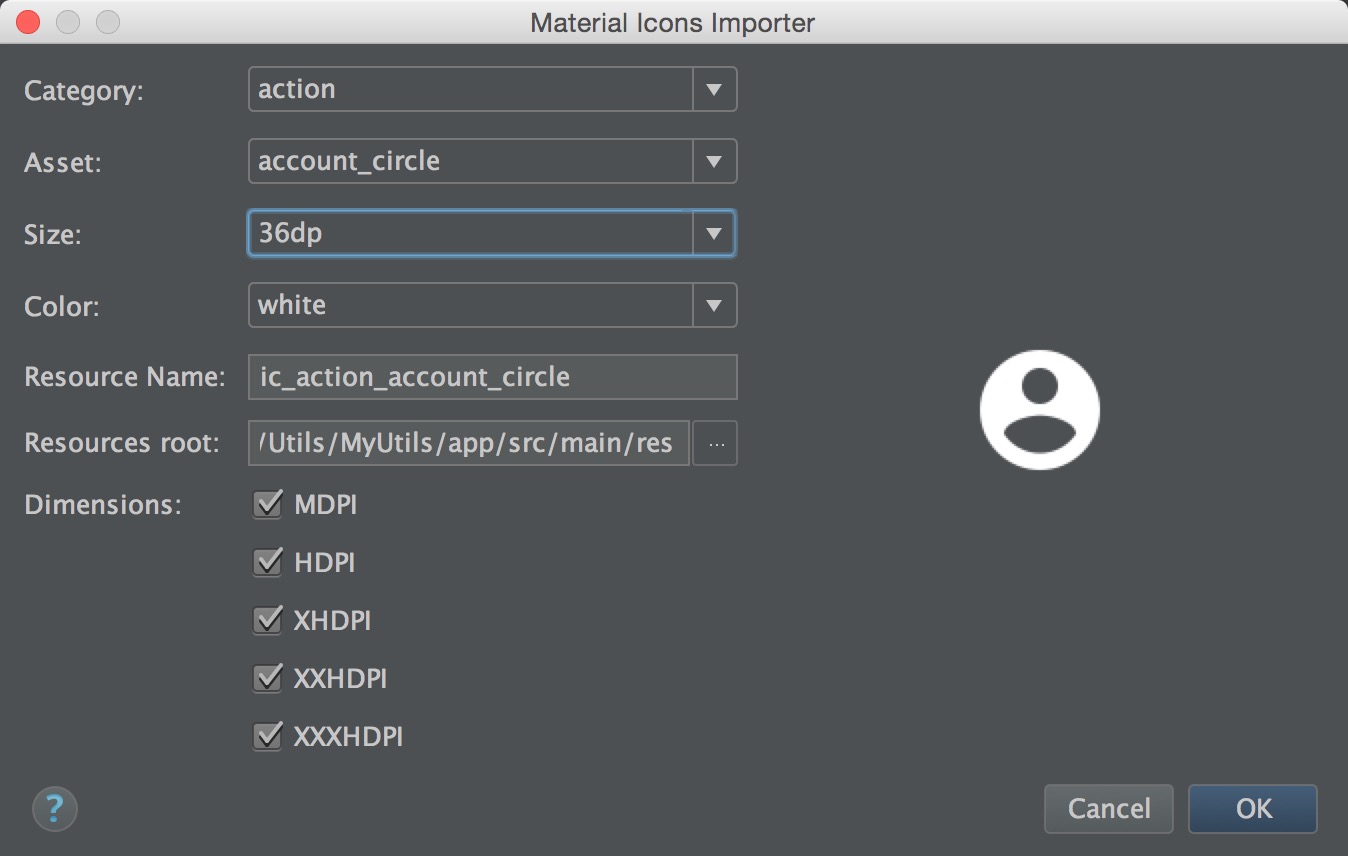 Material Icons Importer
Category: action
Asset: account_circle
Size: 36dp
Color: white
Resource Name: ic_action_account_circle
Resources root: /Utils/MyUtils/app/src/main/res ...
Dimensions: MDPI
HDPI
XHDPI
XXHDPI
XXXHDPI
? Cancel OK